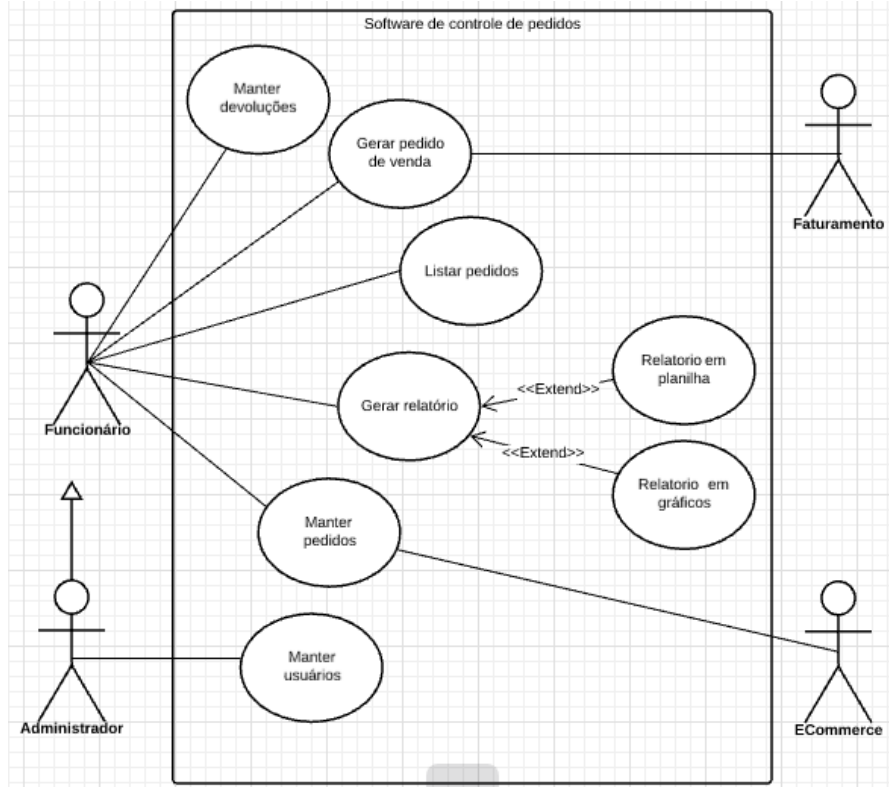 Software de controle de pedidos
Manter
devoluções
Gerar pedido
de venda
Faturamento
Listar pedidos
Funcionário
Gerar relatório
<<Extend>>
Relatorio em
planilha
<<Extend>>
Relatorio em
gráficos
Manter
pedidos
Administrador
Manter
usuários
ECommerce